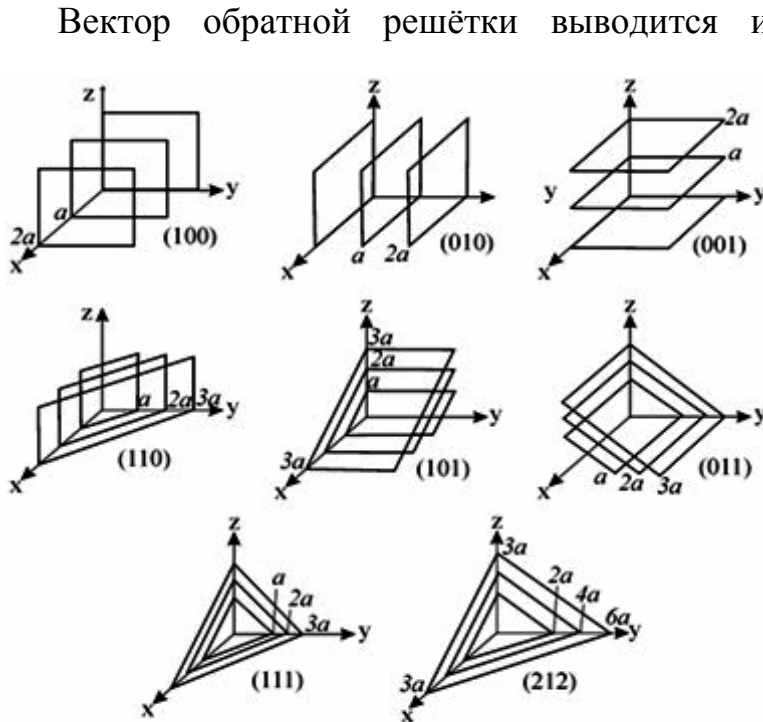 Вектор обратной решётки выводится и
z
y
a
2a
x
(100)
z
a
2a
x
(010)
z
2a
a
y
y
x
(001)
z
a
2a
3a
y
x
(110)
z
3a
2a
a
y
3a
x
(101)
z
y
a
2a
3a
x
(011)
z
a
2a
3a
y
x
(111)
z
3a
2a
4a
6a
y
3a
x
(212)